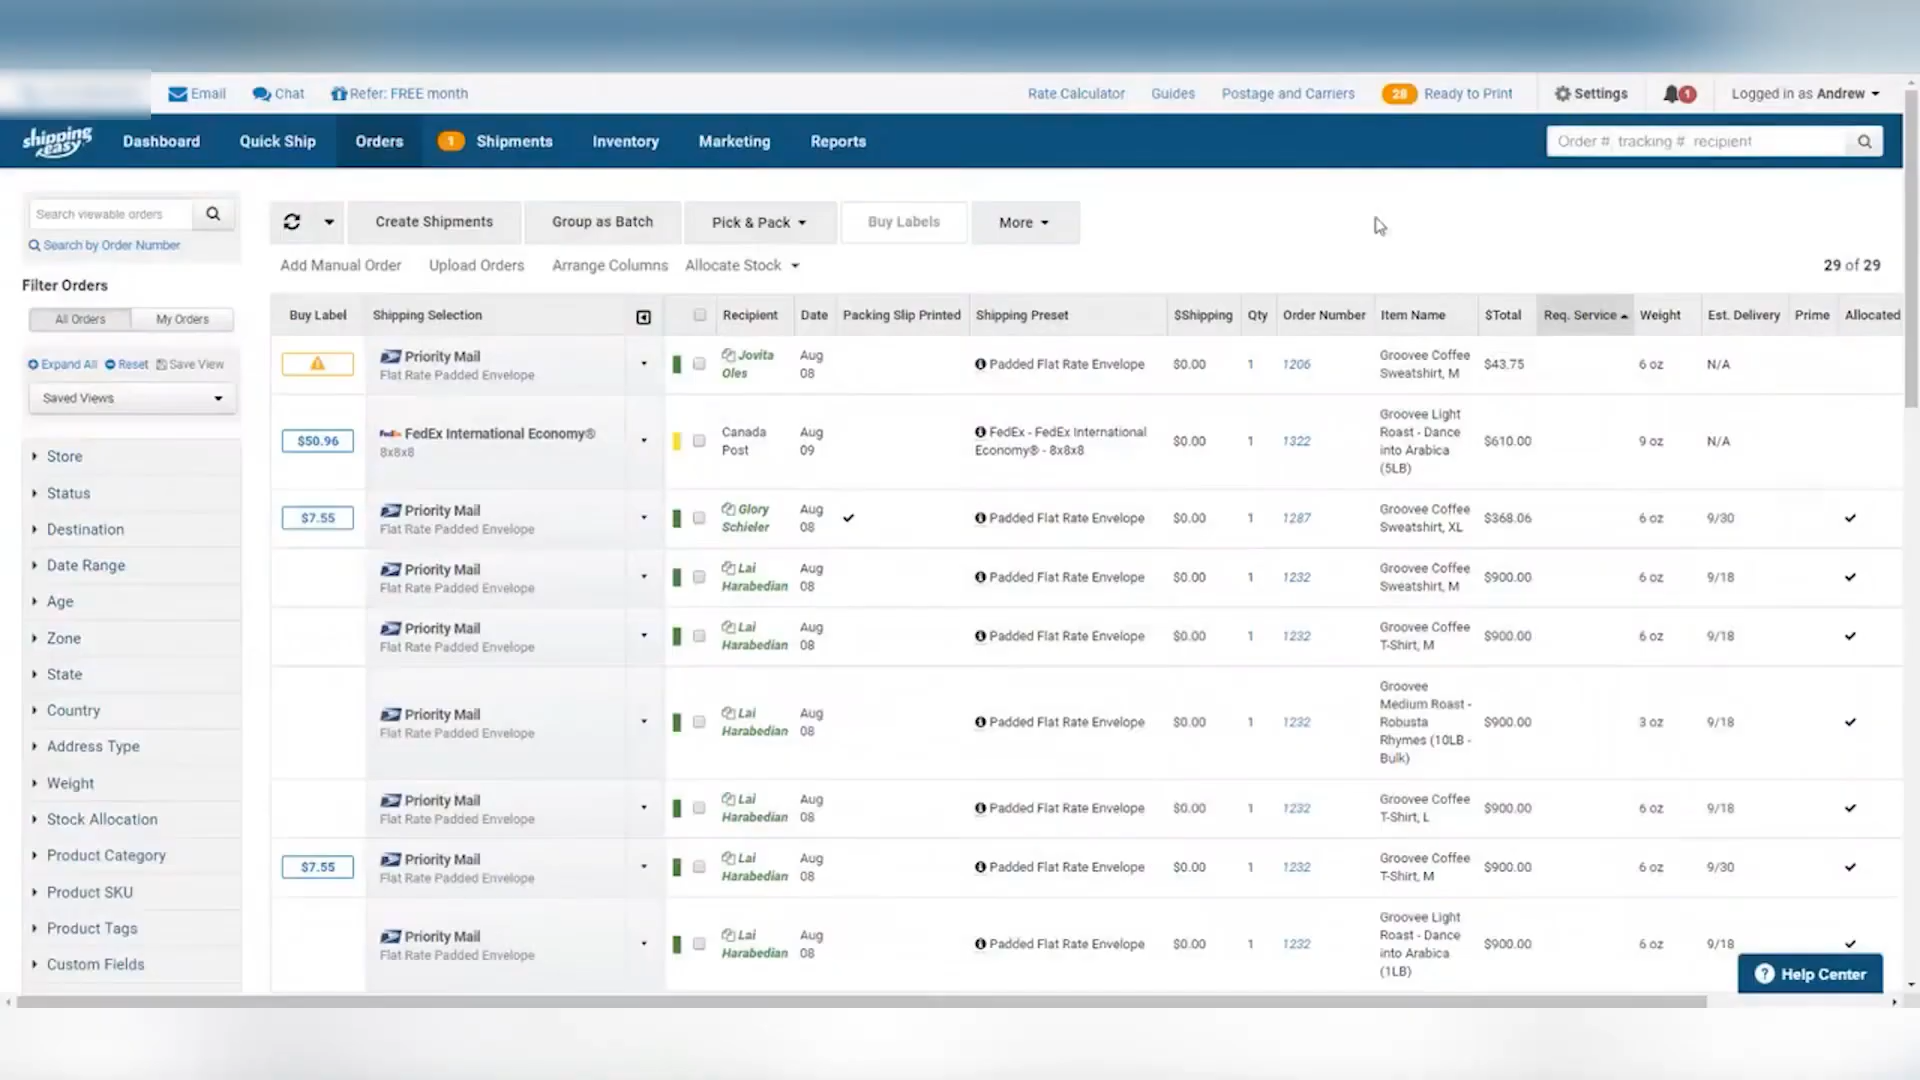 Email Chat Refer: FREE month Rate Calculator Guides Postage and Carriers 28 Ready to Print Settings 1 Logged in as Andrew
shipping easy Dashboard Quick Ship Orders 1 Shipments Inventory Marketing Reports Order #, tracking # recipient
Search viewable orders
Search by Order Number
Filter Orders
All Orders My Orders
Expand All Reset Save View
Saved Views
Store
Status
Destination
Date Range
Age
Zone
State
Country
Address Type
Weight
Stock Allocation
Product Category
Product SKU
Product Tags
Custom Fields
Create Shipments Group as Batch Pick & Pack Buy Labels More
Add Manual Order Upload Orders Arrange Columns Allocate Stock 29 of 29
Buy Label Shipping Selection Recipient Date Packing Slip Printed Shipping Preset $Shipping Qty Order Number Item Name $Total Req. Service Weight Est. Delivery Prime Allocated
Priority Mail Jovita Aug Groovee Coffee
Flat Rate Padded Envelope Oles 08 Padded Flat Rate Envelope $0.00 1 1206 Sweatshirt, M $43.75 6 oz N/A
$50.96 FedEx FedEx International Economy® Canada Aug FedEx - FedEx International Groovee Light
8x8x8 Post 09 Economy® - 8x8x8 $0.00 1 1322 Roast - Dance $610.00 9 oz N/A
into Arabica
(5LB)
$7.55 Priority Mail Glory Aug Groovee Coffee
Flat Rate Padded Envelope Schieler 08 Padded Flat Rate Envelope $0.00 1 1287 Sweatshirt, XL $368.06 6 oz 9/30
Priority Mail Lai Aug Groovee Coffee
Flat Rate Padded Envelope Harabedian 08 Padded Flat Rate Envelope $0.00 1 1232 Sweatshirt, M $900.00 6 oz 9/18
Priority Mail Lai Aug Groovee Coffee
Flat Rate Padded Envelope Harabedian 08 Padded Flat Rate Envelope $0.00 1 1232 T-Shirt, M $900.00 6 oz 9/18
Groovee
Medium Roast -
Priority Mail Lai Aug Robusta
Flat Rate Padded Envelope Harabedian 08 Padded Flat Rate Envelope $0.00 1 1232 Rhymes (10LB - $900.00 3 oz 9/18
Bulk)
Priority Mail Lai Aug Groovee Coffee
Flat Rate Padded Envelope Harabedian 08 Padded Flat Rate Envelope $0.00 1 1232 T-Shirt, L $900.00 6 oz 9/18
$7.55 Priority Mail Lai Aug Groovee Coffee
Flat Rate Padded Envelope Harabedian 08 Padded Flat Rate Envelope $0.00 1 1232 T-Shirt, M $900.00 6 oz 9/30
Groovee Light
Priority Mail Lai Aug Roast - Dance
Flat Rate Padded Envelope Harabedian 08 Padded Flat Rate Envelope $0.00 1 1232 into Arabica $900.00 6 oz 9/18
(1LB)
Help Center